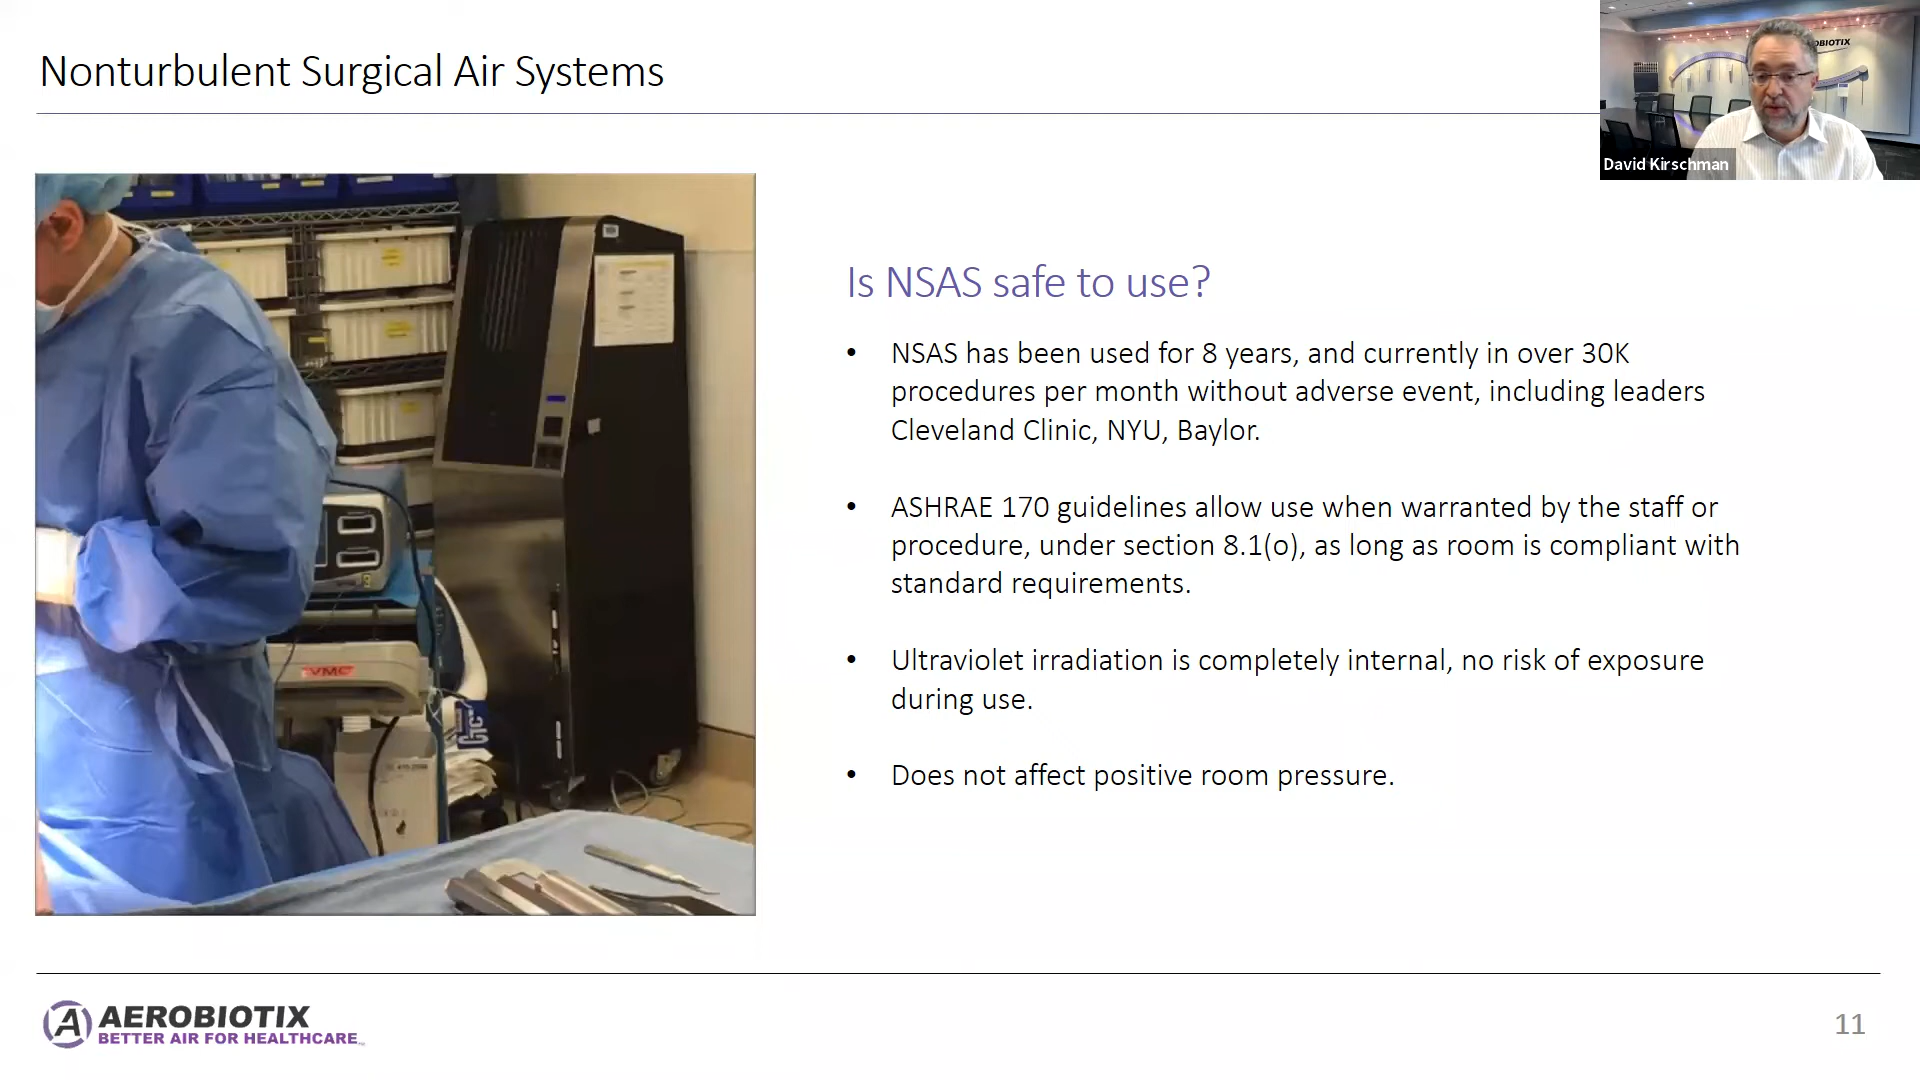 Nonturbulent Surgical Air Systems
OBIOTIX
David Kirschman
Is NSAS safe to use?
• NSAS has been used for 8 years, and currently in over 30K
procedures per month without adverse event, including leaders
Cleveland Clinic, NYU, Baylor.
• ASHRAE 170 guidelines allow use when warranted by the staff or
procedure, under section 8.1(o), as long as room is compliant with
standard requirements.
• Ultraviolet irradiation is completely internal, no risk of exposure
during use.
• Does not affect positive room pressure.
VMC
CTC
AEROBIOTIX
BETTER AIR FOR HEALTHCARE
11